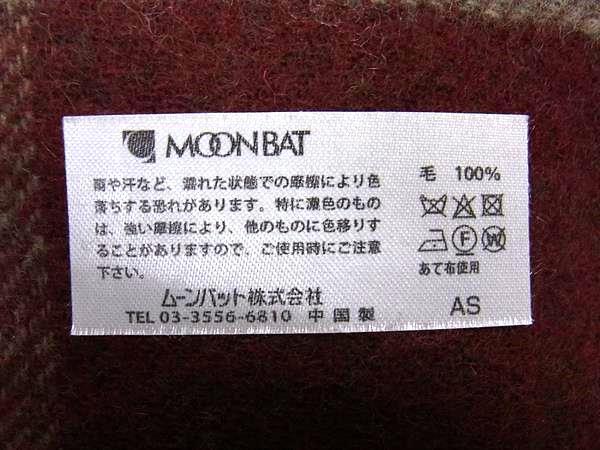 MOONBAT
雨や汗など、濡れた状態での摩擦により色
落ちする恐れがあります。特に濃色のもの
は、強い摩擦により、他のものに色移りす
ることがありますので、ご使用時にご注意
下さい。
ムーンバット株式会社
TEL 03-3556-6810 中国製
毛 100%
F W
あて布使用
AS